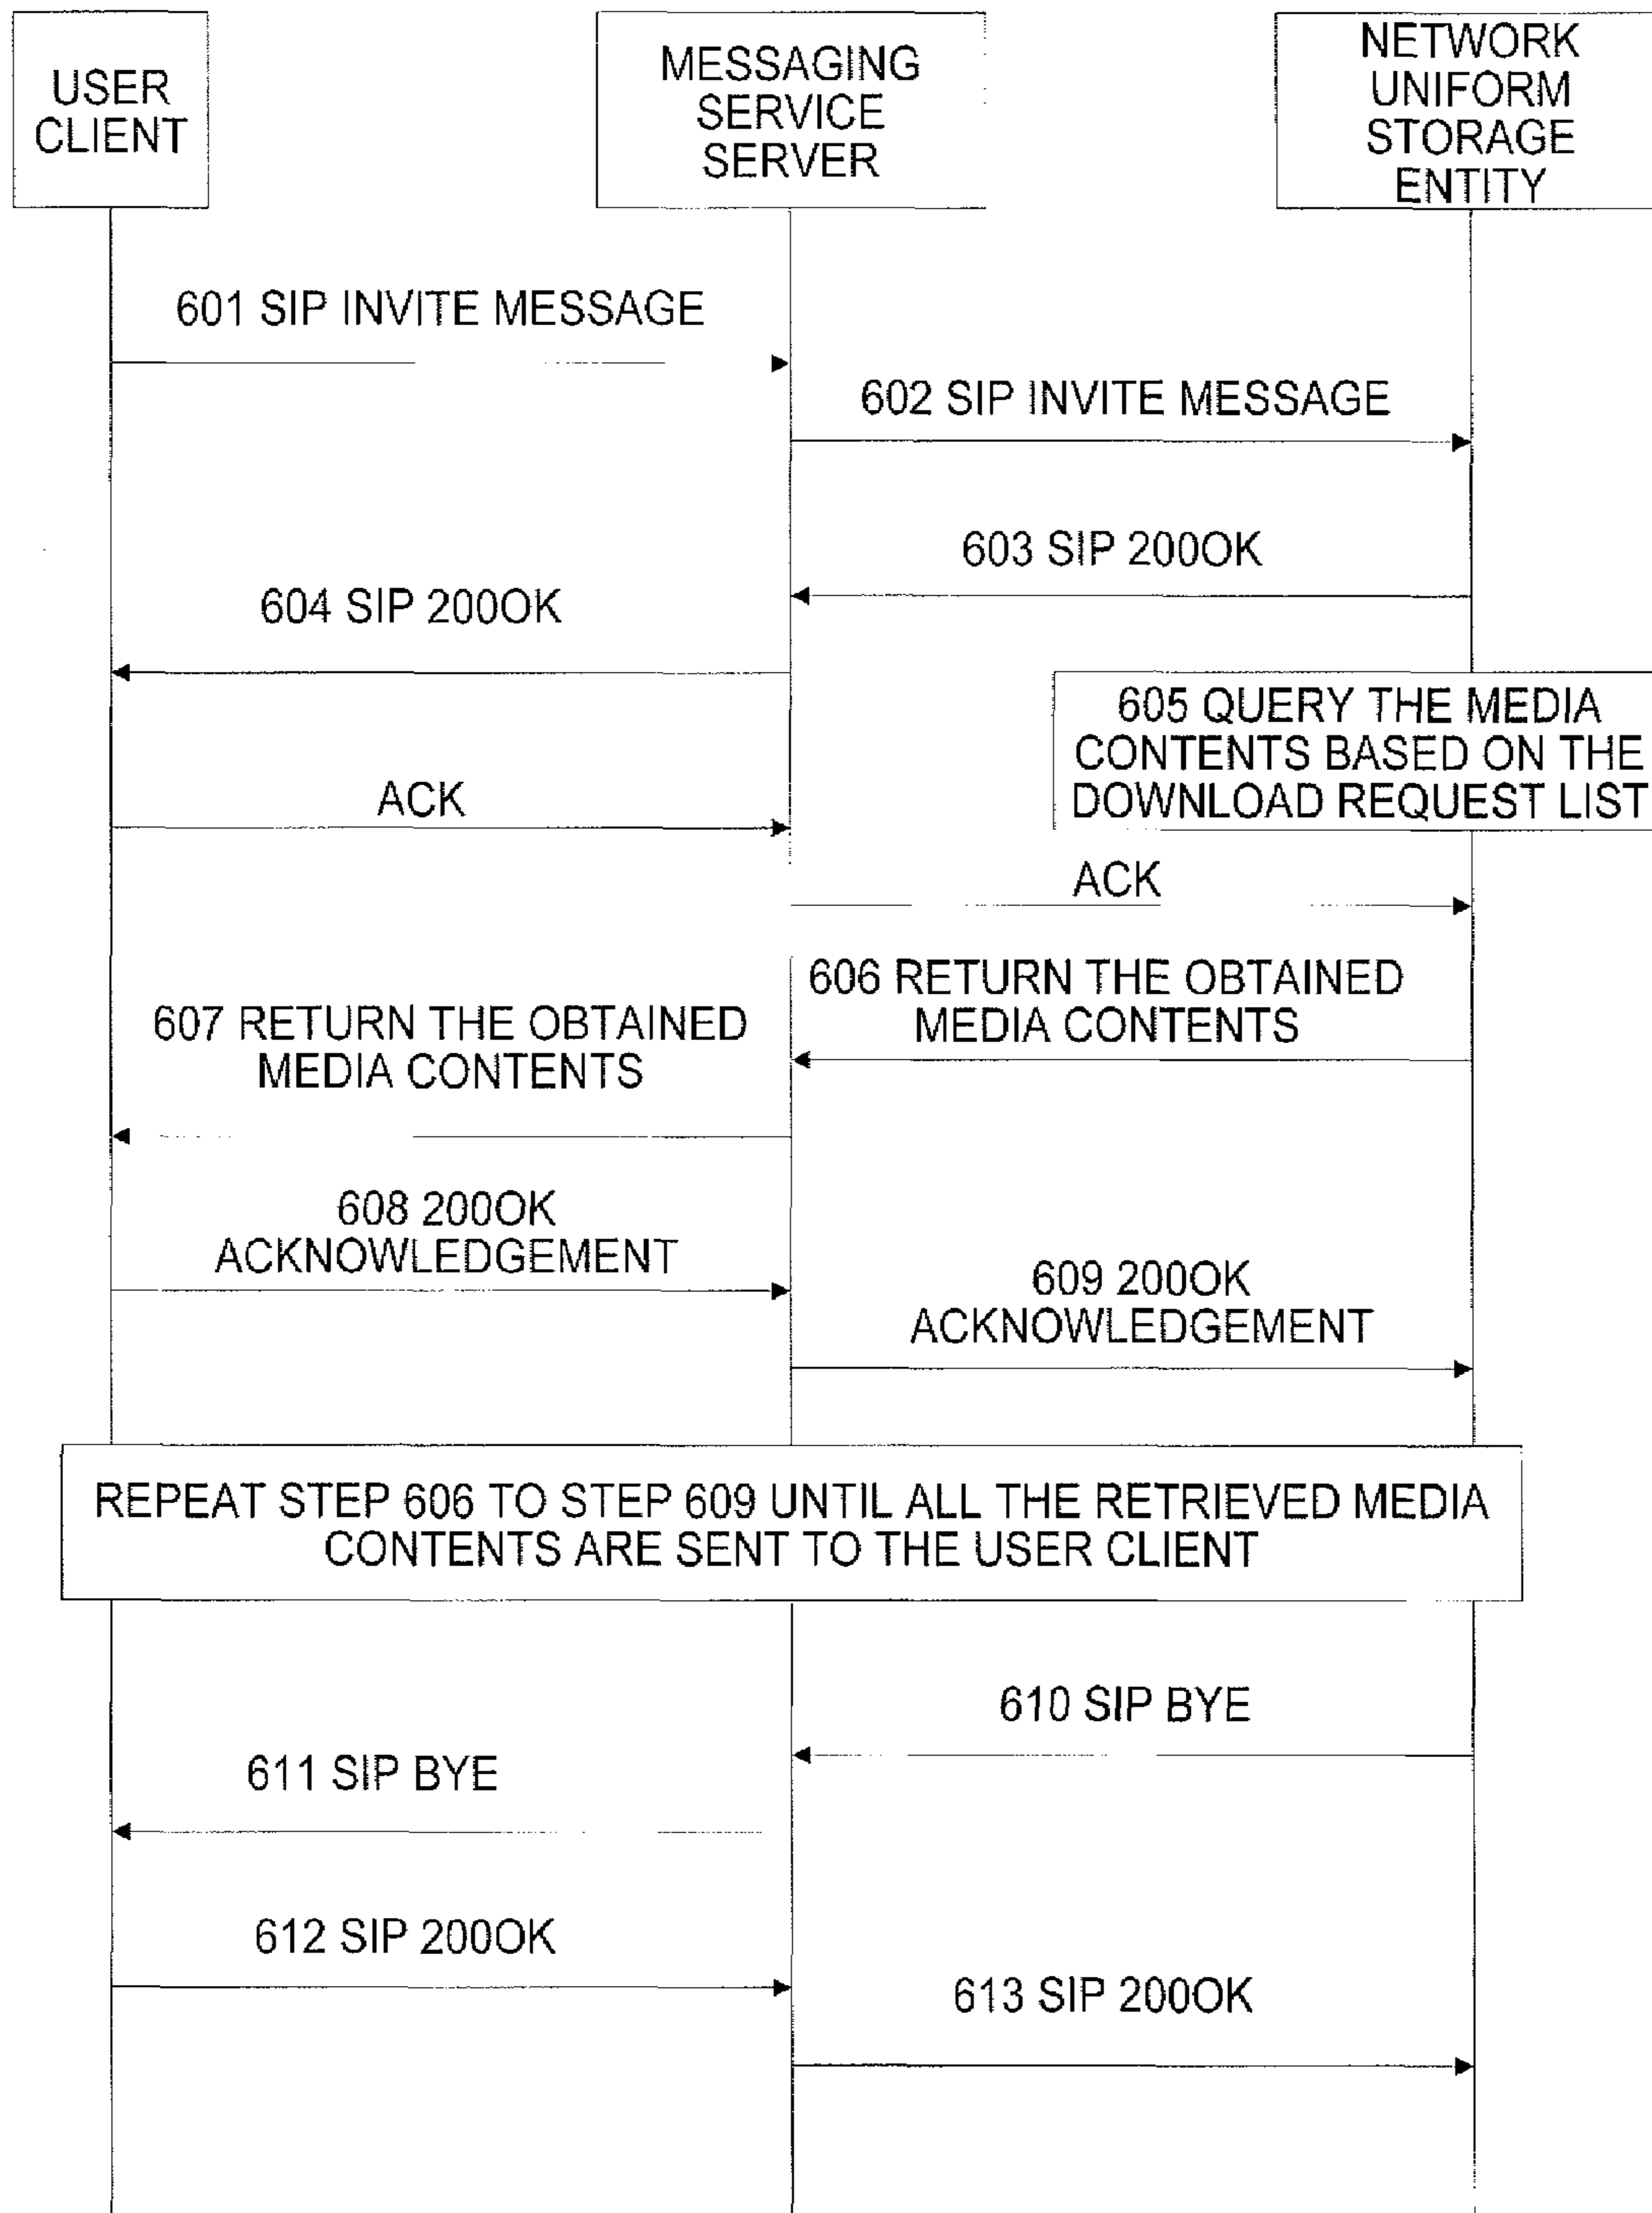 USER
CLIENT
MESSAGING
SERVICE
SERVER
NETWORK
UNIFORM
STORAGE
ENTITY
601 SIP INVITE MESSAGE
602 SIP INVITE MESSAGE
603 SIP 200OK
604 SIP 200OK
605 QUERY THE MEDIA
CONTENTS BASED ON THE
DOWNLOAD REQUEST LIST
ACK
ACK
606 RETURN THE OBTAINED
MEDIA CONTENTS
607 RETURN THE OBTAINED
MEDIA CONTENTS
608 200OK
ACKNOWLEDGEMENT
609 200OK
ACKNOWLEDGEMENT
REPEAT STEP 606 TO STEP 609 UNTIL ALL THE RETRIEVED MEDIA
CONTENTS ARE SENT TO THE USER CLIENT
610 SIP BYE
611 SIP BYE
612 SIP 200OK
613 SIP 200OK